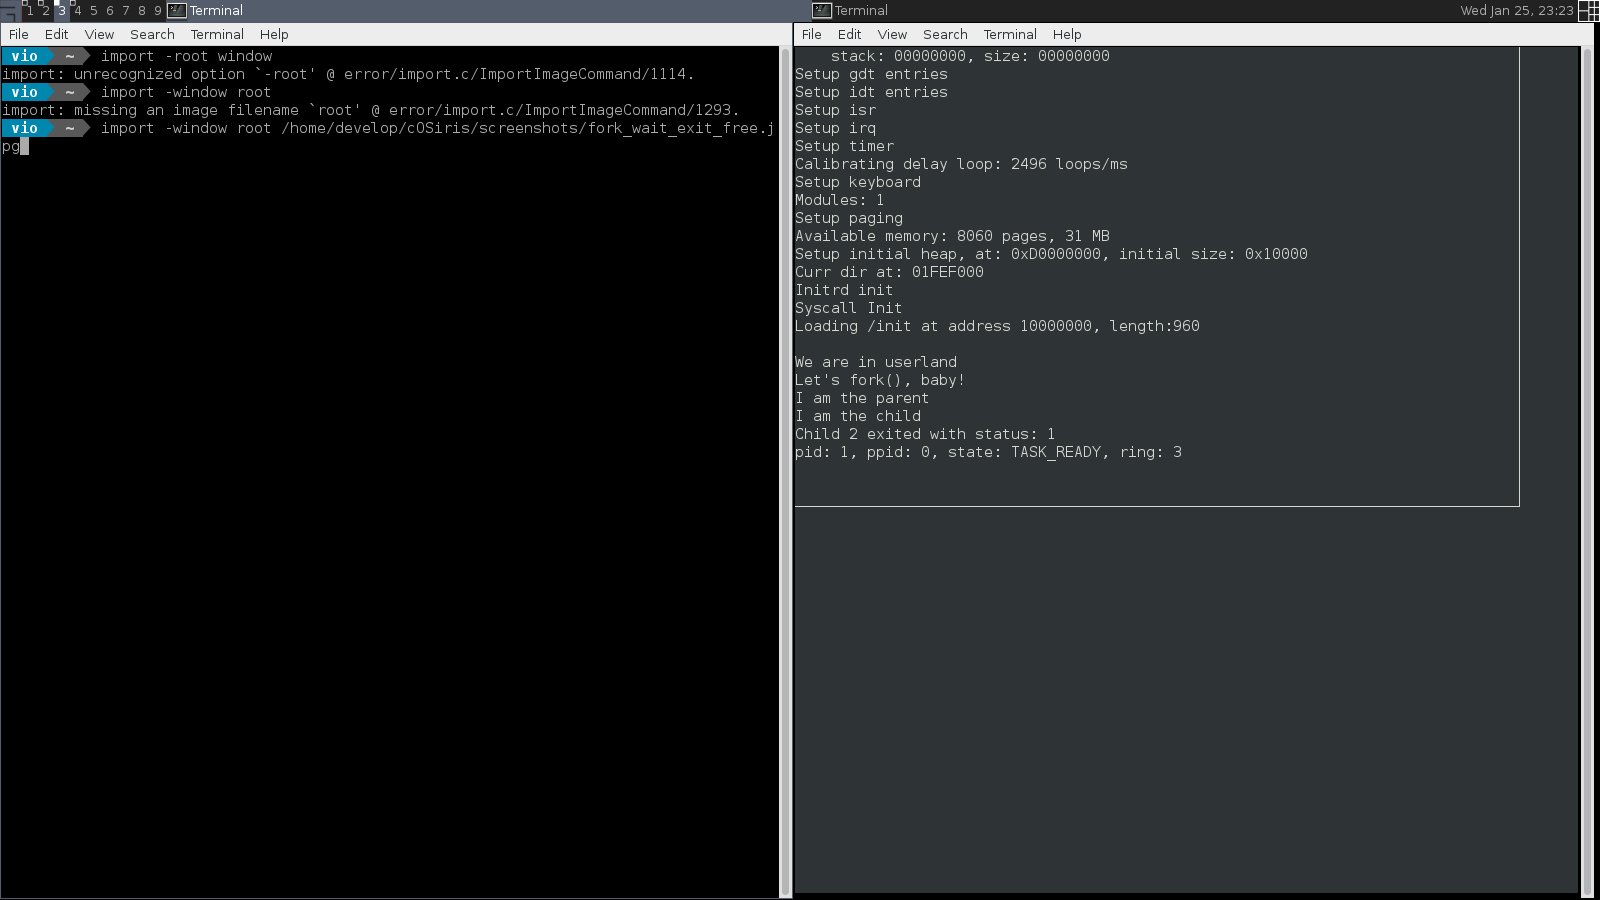 1 2 3 4 5 6 7 8 9 Terminal
Terminal
Wed Jan 25, 23:23
File Edit View Search Terminal Help
vio ~ import -root window
import: unrecognized option `-root' @ error/import.c/ImportImageCommand/1114.
vio ~ import -window root
import: missing an image filename `root' @ error/import.c/ImportImageCommand/1293.
vio ~ import -window root /home/develop/cOSiris/screenshots/fork_wait_exit_free.j
pg
File Edit View Search Terminal Help
stack: 00000000, size: 00000000
Setup gdt entries
Setup idt entries
Setup isr
Setup irq
Setup timer
Calibrating delay loop: 2496 loops/ms
Setup keyboard
Modules: 1
Setup paging
Available memory: 8060 pages, 31 MB
Setup initial heap, at: 0xD0000000, initial size: 0x10000
Curr dir at: 01FEF000
Initrd init
Syscall Init
Loading /init at address 10000000, length:960
We are in userland
Let's fork(), baby!
I am the parent
I am the child
Child 2 exited with status: 1
pid: 1, ppid: 0, state: TASK_READY, ring: 3